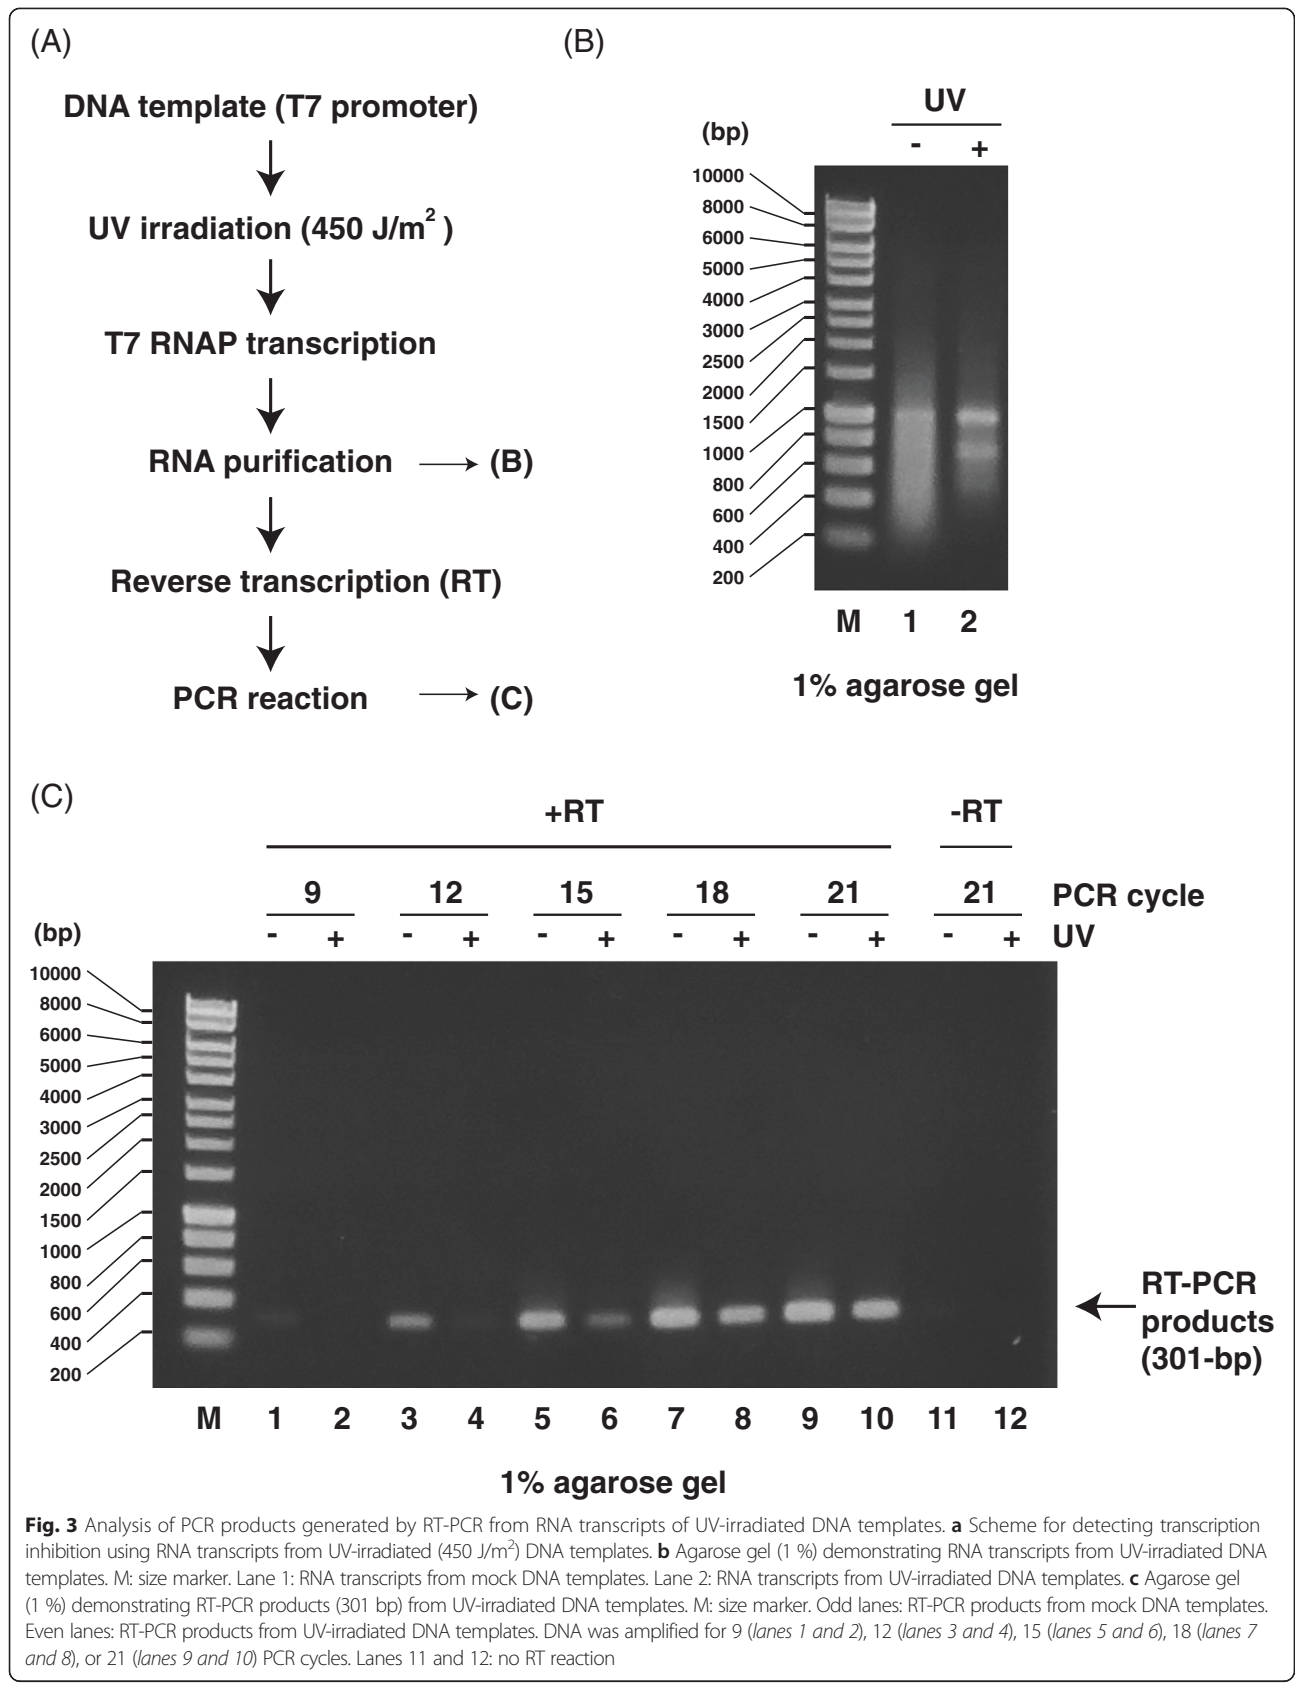 (A)
DNA template (T7 promoter)
UV irradiation (450 J/m2 )
T7 RNAP transcription
RNA purification
(B)
Reverse transcription (RT)
PCR reaction
(C)
(B)
UV
(bp)
- +
10000
8000
6000
5000
4000
3000
2500
2000
1500
1000
800
600
400
200
M 1 2
1% agarose gel
(C)
+RT -RT
9 12 15 18 21 21 PCR cycle
(bp) - + - + - + - + - + - + UV
10000
8000
6000
5000
4000
3000
2500
2000
1500
1000
800
600
400
200
RT-PCR
products
(301-bp)
M 1 2 3 4 5 6 7 8 9 10 11 12
1% agarose gel
Fig. 3 Analysis of PCR products generated by RT-PCR from RNA transcripts of UV-irradiated DNA templates. a Scheme for detecting transcription
inhibition using RNA transcripts from UV-irradiated (450 J/m2) DNA templates. b Agarose gel (1 %) demonstrating RNA transcripts from UV-irradiated DNA
templates. M: size marker. Lane 1: RNA transcripts from mock DNA templates. Lane 2: RNA transcripts from UV-irradiated DNA templates. c Agarose gel
(1 %) demonstrating RT-PCR products (301 bp) from UV-irradiated DNA templates. M: size marker. Odd lanes: RT-PCR products from mock DNA templates.
Even lanes: RT-PCR products from UV-irradiated DNA templates. DNA was amplified for 9 (lanes 1 and 2), 12 (lanes 3 and 4), 15 (lanes 5 and 6), 18 (lanes 7
and 8), or 21 (lanes 9 and 10) PCR cycles. Lanes 11 and 12: no RT reaction